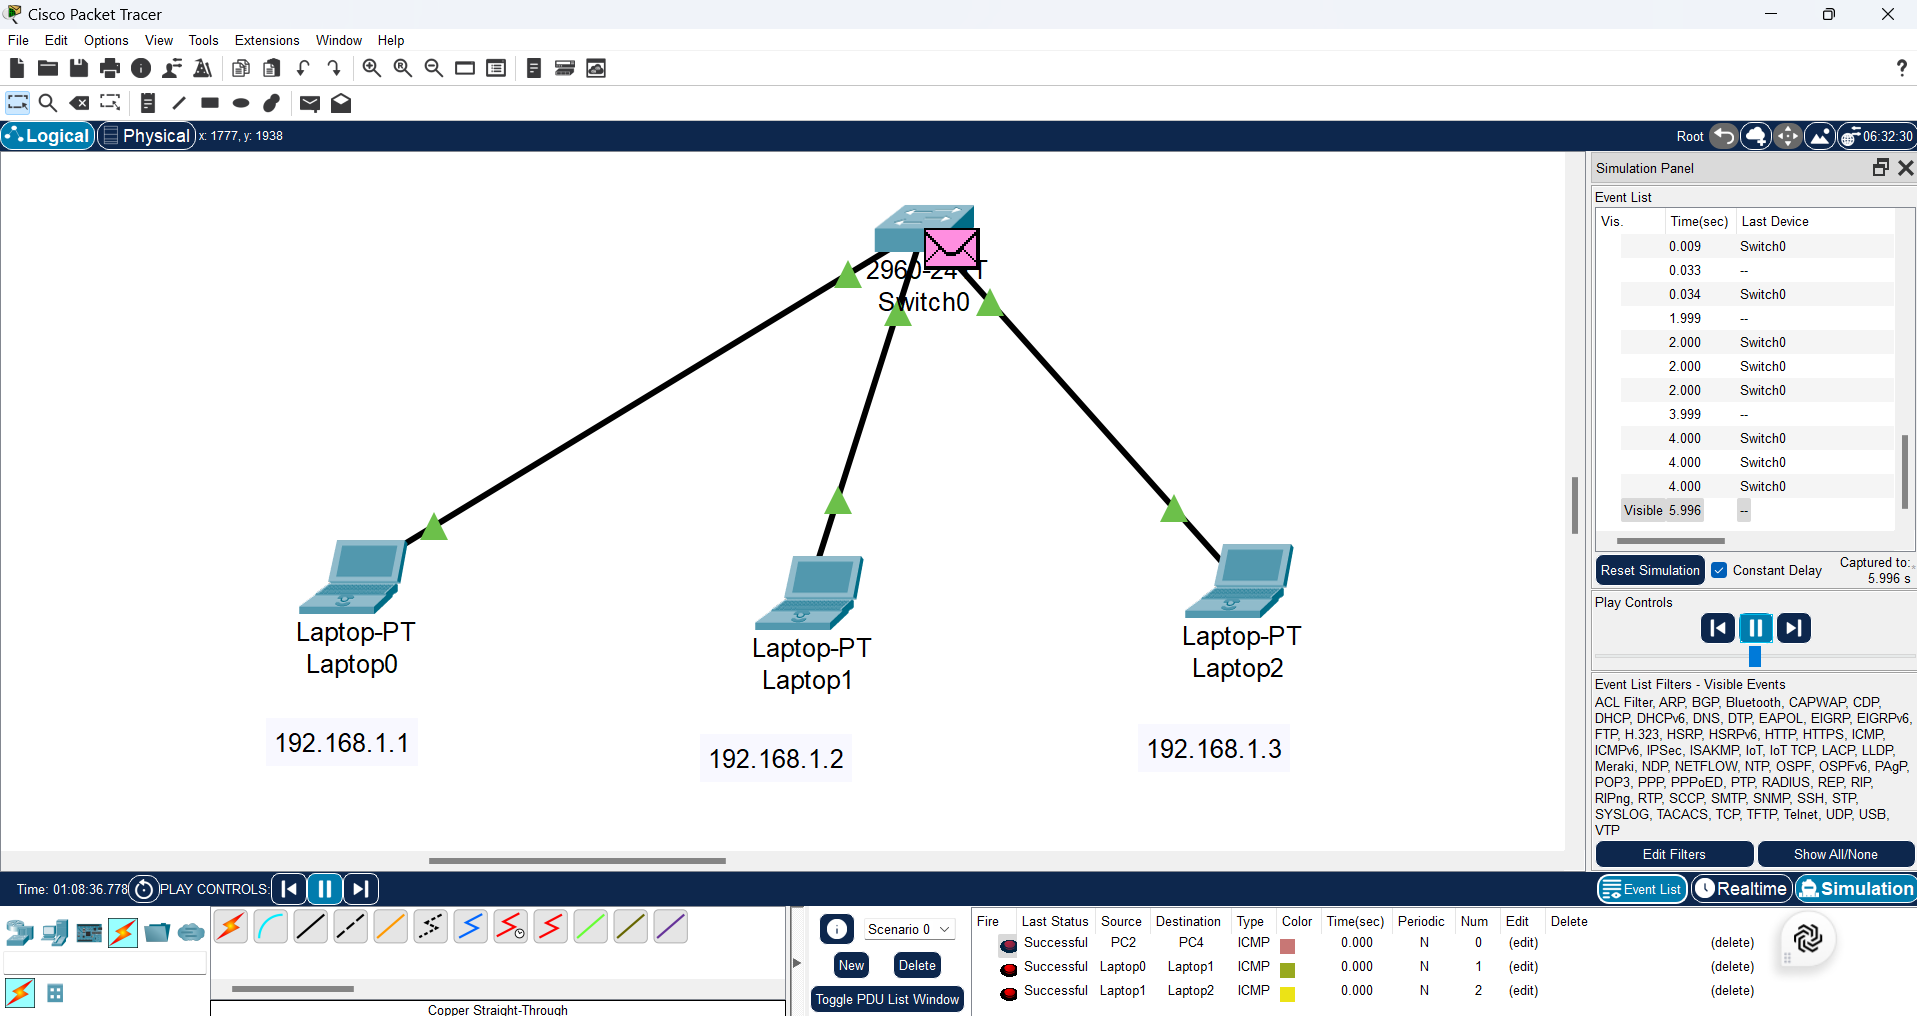 Cisco Packet Tracer
File Edit Options View Tools Extensions Window Help
?
Logical Physical x: 1777, y: 1938
Root 06:32:30
2960-24TT
Switch0
Laptop-PT
Laptop0
Laptop-PT
Laptop1
Laptop-PT
Laptop2
192.168.1.1
192.168.1.2
192.168.1.3
Simulation Panel
Event List
Vis. Time(sec) Last Device
0.009 Switch0
0.033 --
0.034 Switch0
1.999 --
2.000 Switch0
2.000 Switch0
2.000 Switch0
3.999 --
4.000 Switch0
4.000 Switch0
4.000 Switch0
Visible 5.996 --
Reset Simulation Constant Delay Captured to:
5.996 s
Play Controls
Event List Filters - Visible Events
ACL Filter, ARP, BGP, Bluetooth, CAPWAP, CDP,
DHCP, DHCPv6, DNS, DTP, EAPOL, EIGRP, EIGRPv6,
FTP, H.323, HSRP, HSRPv6, HTTP, HTTPS, ICMP,
ICMPv6, IPSec, ISAKMP, IoT, IoT TCP, LACP, LLDP,
Meraki, NDP, NETFLOW, NTP, OSPF, OSPFv6, PAgP,
POP3, PPP, PPPoED, PTP, RADIUS, REP, RIP,
RIPng, RTP, SCCP, SMTP, SNMP, SSH, STP,
SYSLOG, TACACS, TCP, TFTP, Telnet, UDP, USB,
VTP
Edit Filters Show All/None
Time: 01:08:36.778 PLAY CONTROLS:
Event List Realtime Simulation
Copper Straight-Through
Scenario 0
New Delete
Toggle PDU List Window
Fire Last Status Source Destination Type Color Time(sec) Periodic Num Edit Delete
Successful PC2 PC4 ICMP 0.000 N 0 (edit) (delete)
Successful Laptop0 Laptop1 ICMP 0.000 N 1 (edit) (delete)
Successful Laptop1 Laptop2 ICMP 0.000 N 2 (edit) (delete)